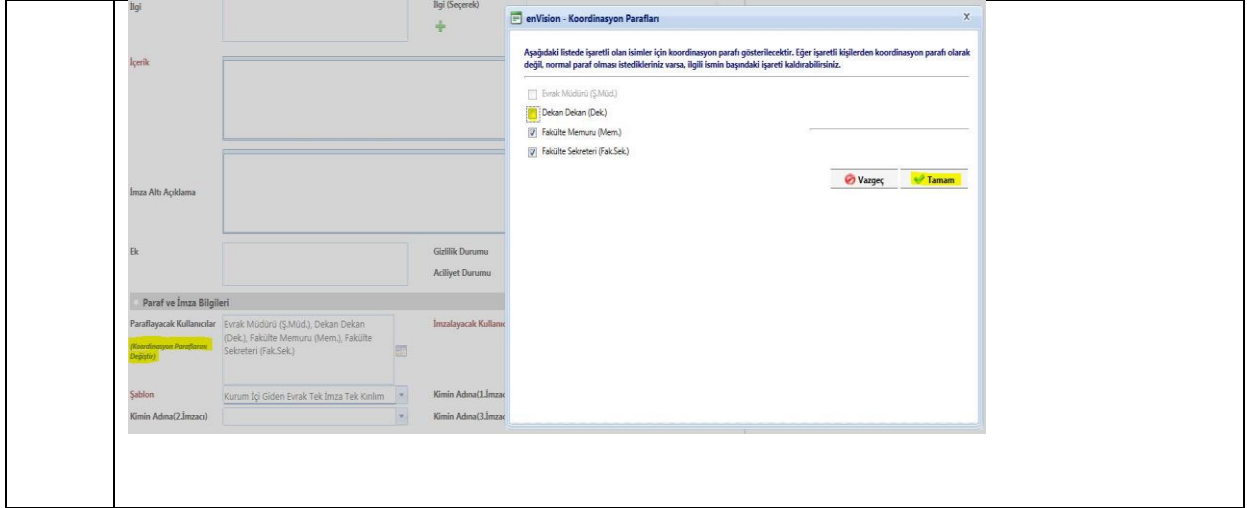 İlgi
İlgi (Seçerek)
İçerik
İmza Altı Açıklama
Ek
Gizlilik Durumu
Aciliyet Durumu
Paraf ve İmza Bilgileri
Paraflayacak Kullanıcılar
Evrak Müdürü (Ş.Müd.), Dekan Dekan
(Dek.), Fakülte Memuru (Mem.), Fakülte
Sekreteri (Fak.Sek.)
(Koordinasyon Paraflarını
Değiştir)
İmzalayacak Kullanıc
Şablon
Kurum İçi Giden Evrak Tek İmza Tek Kırılım
Kimin Adına(1.İmzac
Kimin Adına(2.İmzacı)
Kimin Adına(3.İmzac
enVision - Koordinasyon Parafları
X
Aşağıdaki listede işaretli olan isimler için koordinasyon parafı gösterilecektir. Eğer işaretli kişilerden koordinasyon parafı olarak
değil, normal paraf olması istedikleriniz varsa, ilgili ismin başındaki işareti kaldırabilirsiniz.
Evrak Müdürü (Ş.Müd.)
Dekan Dekan (Dek.)
Fakülte Memuru (Mem.)
Fakülte Sekreteri (Fak.Sek.)
Vazgeç
Tamam